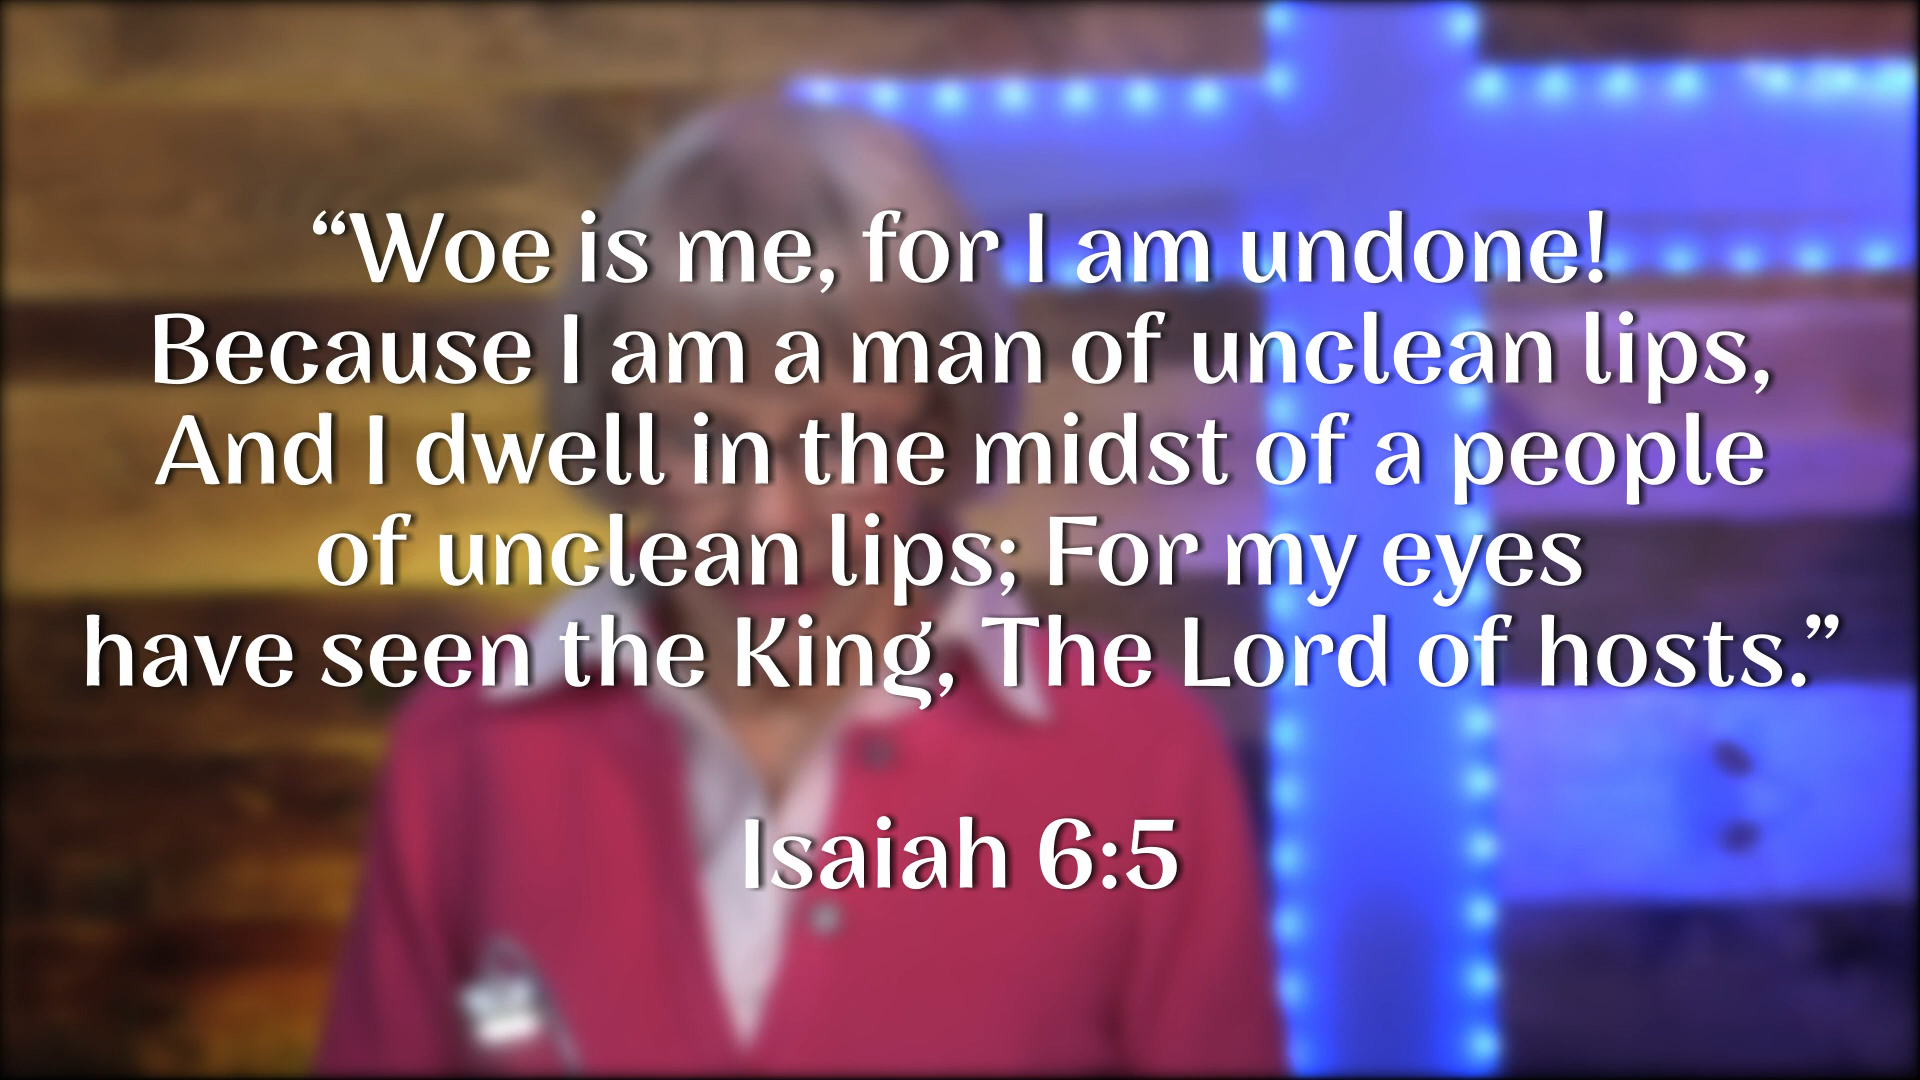 “Woe is me, for I am undone!
Because I am a man of unclean lips,
And I dwell in the midst of a people
of unclean lips; For my eyes
have seen the King, The Lord of hosts.”
Isaiah 6:5